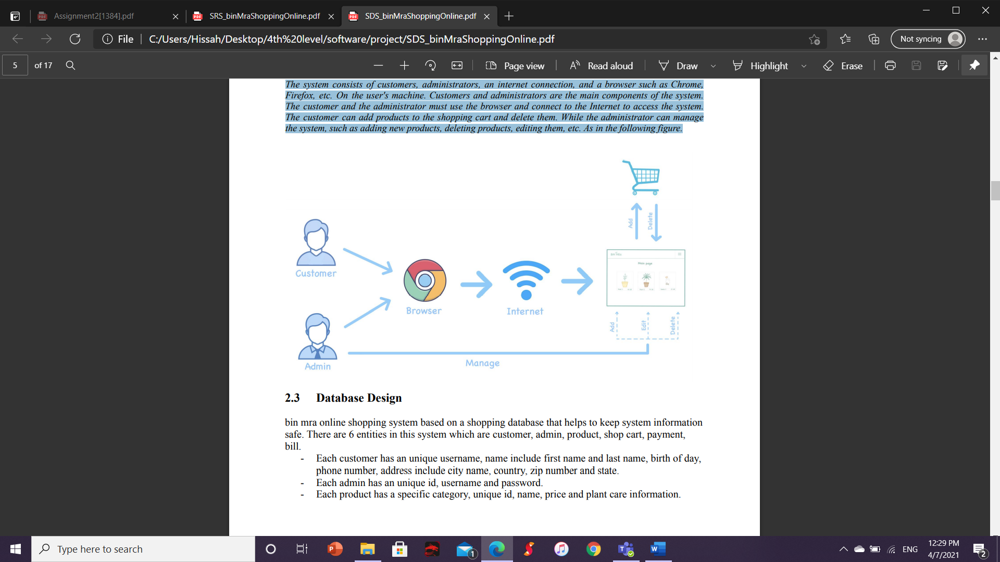 Assignment2[1384].pdf
SRS_binMraShoppingOnline.pdf
SDS_binMraShoppingOnline.pdf
File
C:/Users/Hissah/Desktop/4th%20level/software/project/SDS_binMraShoppingOnline.pdf
Not syncing
5 of 17
Page view
Read aloud
Draw
Highlight
Erase
The system consists of customers, administrators, an internet connection, and a browser such as Chrome,
Firefox, etc. On the user's machine. Customers and administrators are the main components of the system.
The customer and the administrator must use the browser and connect to the Internet to access the system.
The customer can add products to the shopping cart and delete them. While the administrator can manage
the system, such as adding new products, deleting products, editing them, etc. As in the following figure.
Add
Delete
Customer
Main page
Browser
Internet
Add
Edit
Delete
Admin
Manage
2.3 Database Design
bin mra online shopping system based on a shopping database that helps to keep system information
safe. There are 6 entities in this system which are customer, admin, product, shop cart, payment,
bill.
- Each customer has an unique username, name include first name and last name, birth of day,
phone number, address include city name, country, zip number and state.
- Each admin has an unique id, username and password.
- Each product has a specific category, unique id, name, price and plant care information.
Type here to search
1
ENG
12:29 PM
4/7/2021
2